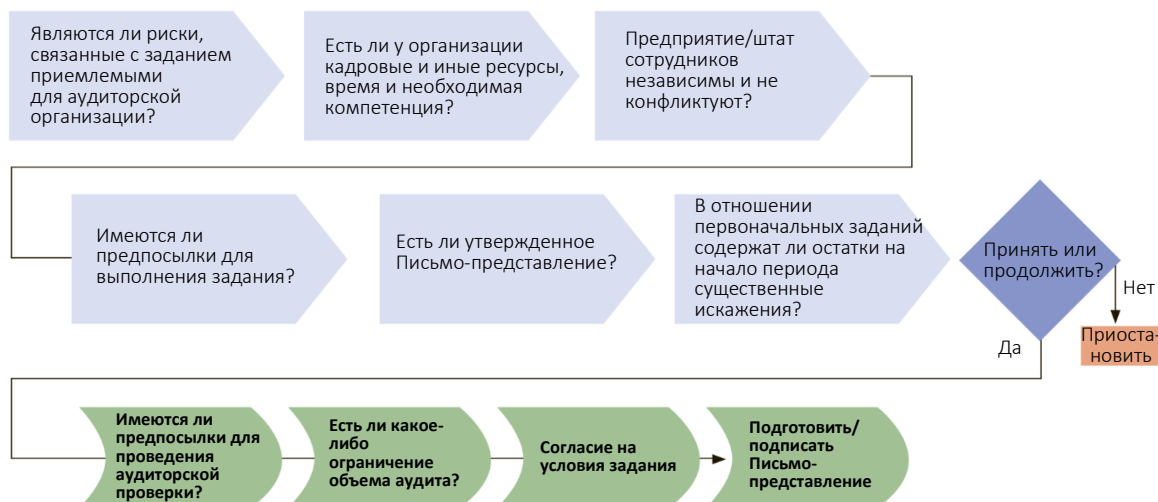 Являются ли риски,
связанные с заданием
приемлемыми
для аудиторской
организации?
Есть ли у организации
кадровые и иные ресурсы,
время и необходимая
компетенция?
Предприятие/штат
сотрудников
независимы и не
конфликтуют?
Имеются ли
предпосылки для
выполнения задания?
Есть ли утвержденное
Письмо-представление?
В отношении
первоначальных заданий
содержат ли остатки на
начало периода
существенные
искажения?
Принять или
продолжить?
Нет
Приоста-
новить
Да
Имеются ли
предпосылки для
проведения
аудиторской
проверки?
Есть ли какое-
либо
ограничение
объема аудита?
Согласие на
условия задания
Подготовить/
подписать
Письмо-
представление